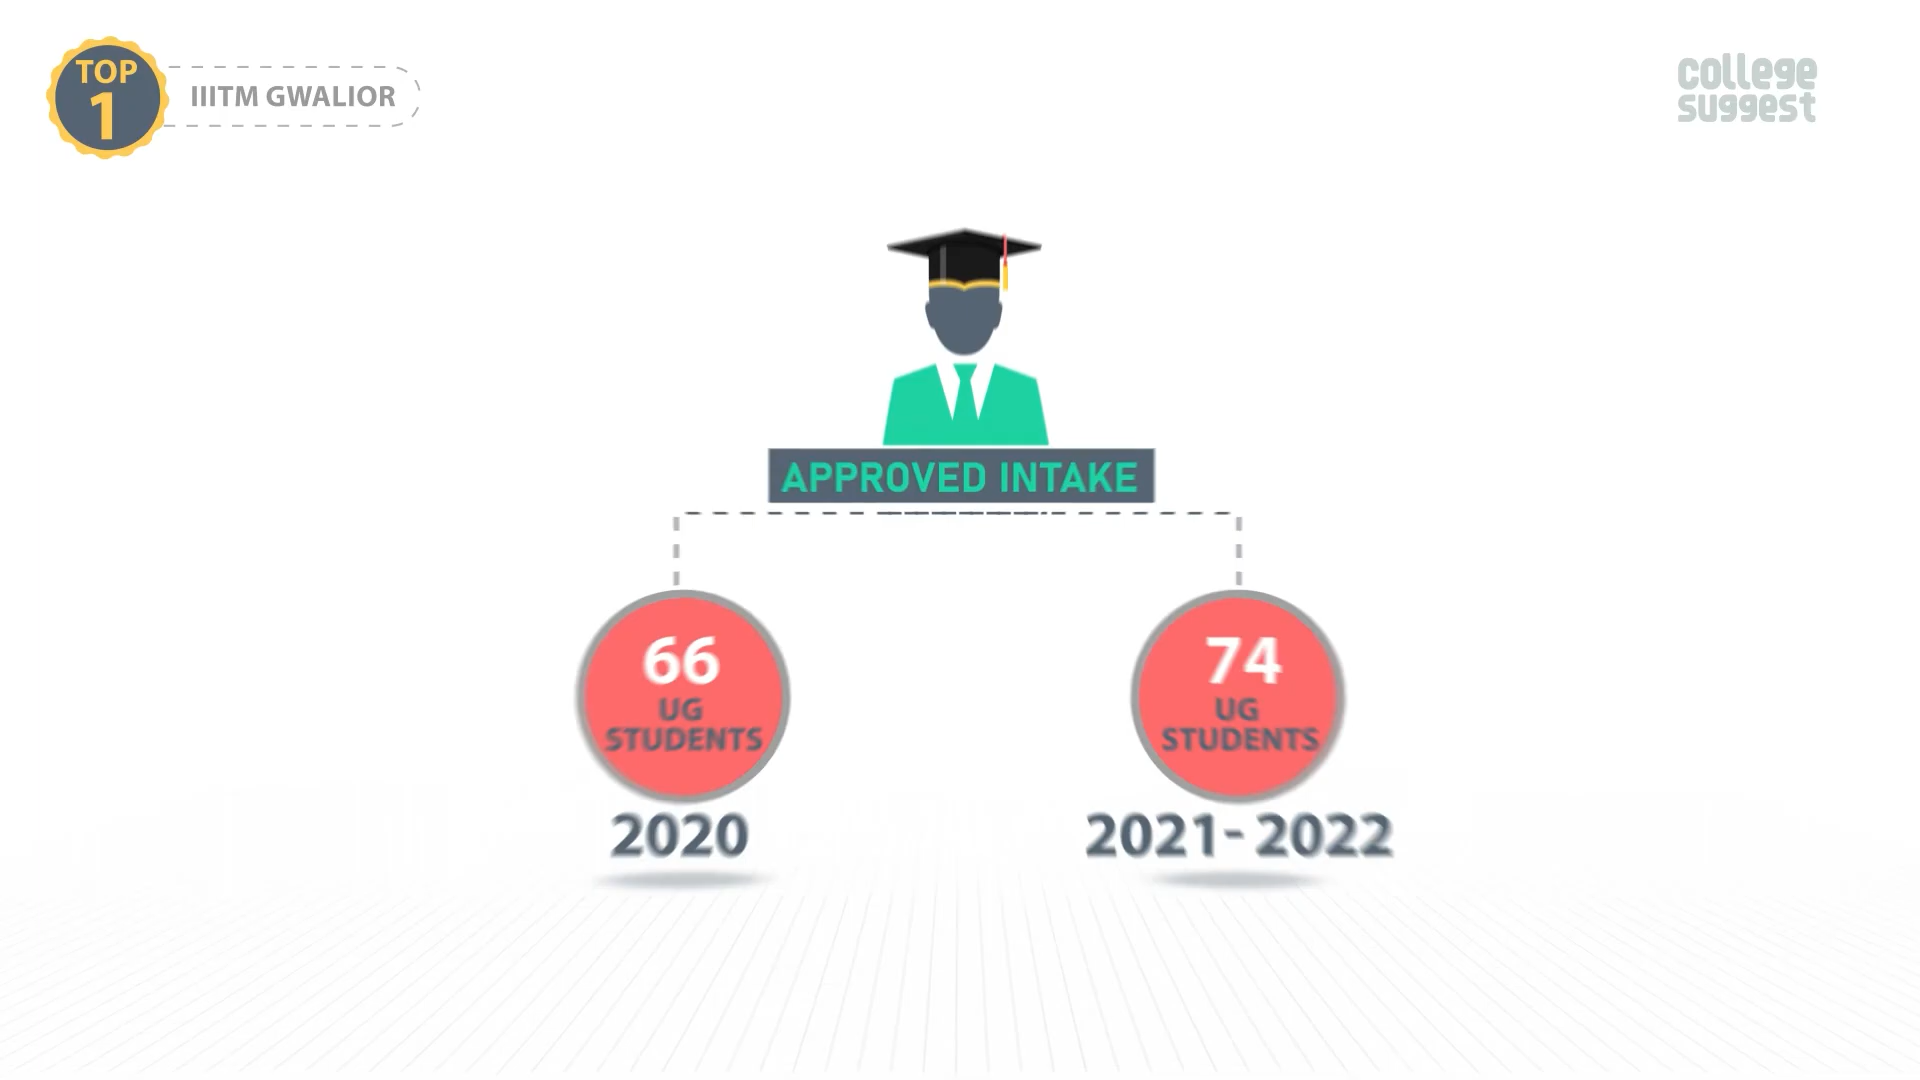 TOP
1
IIITM GWALIOR
college
suggest
APPROVED INTAKE
66
UG
STUDENTS
2020
74
UG
STUDENTS
2021-2022